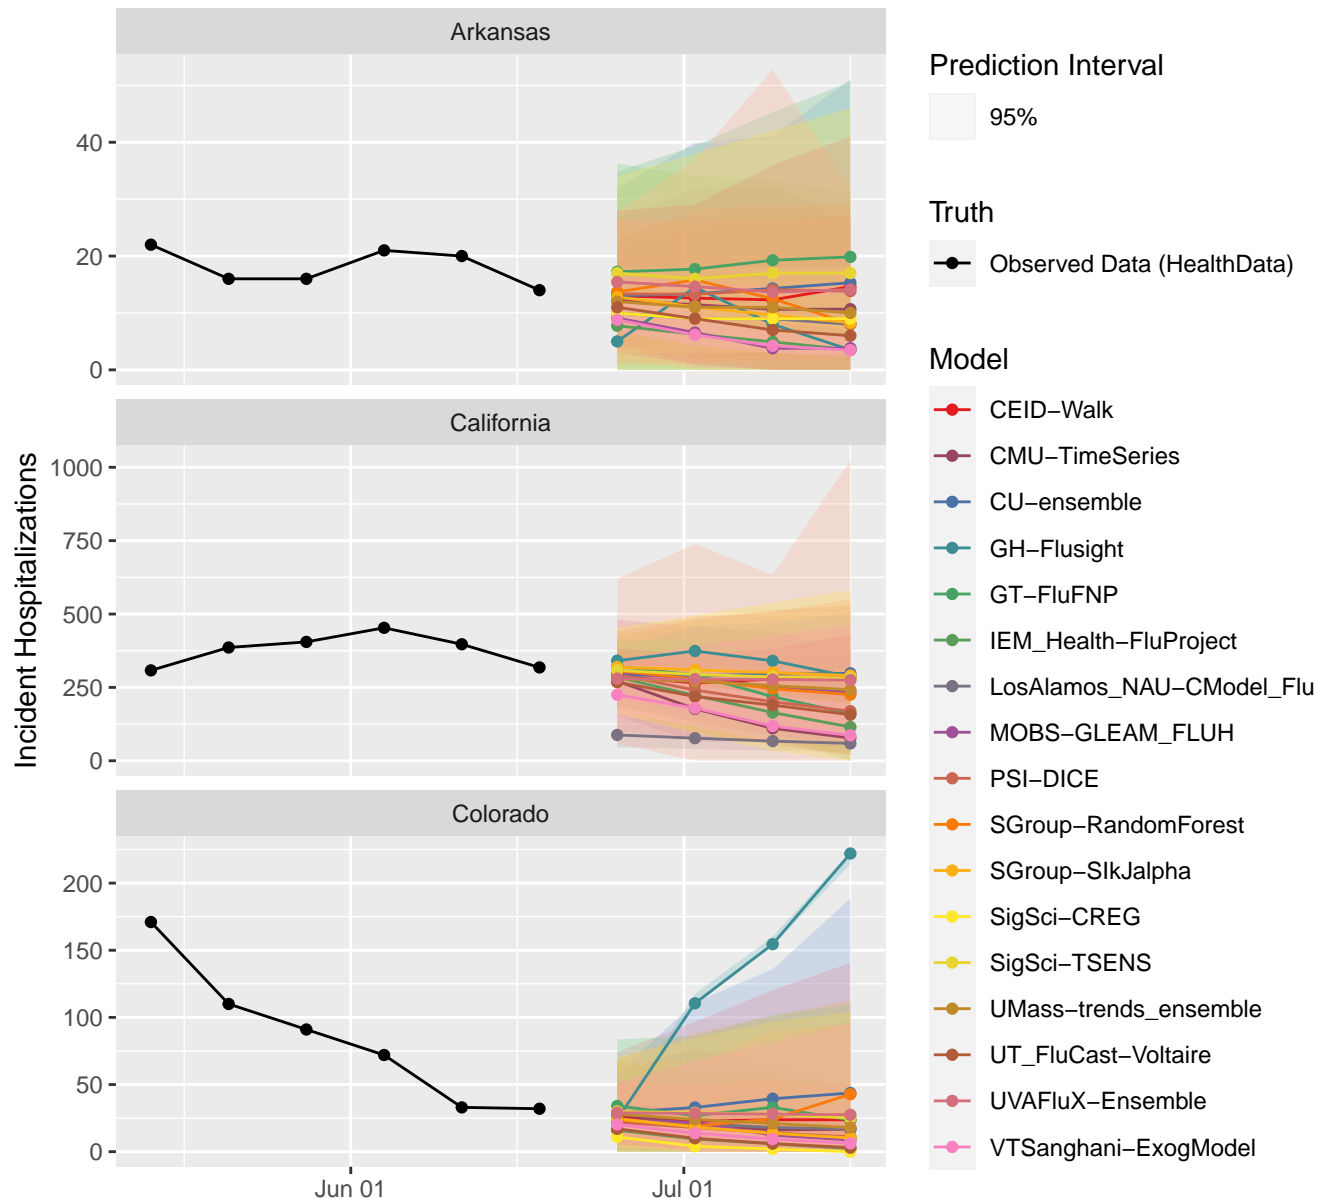 Arkansas
40
20
0
California
1000
750
500
250
0
Colorado
200
150
100
50
0
Jun 01
Jul 01
Incident Hospitalizations
Prediction Interval
95%
Truth
Observed Data (HealthData)
Model
CEID−Walk
CMU−TimeSeries
CU−ensemble
GH−Flusight
GT−FluFNP
IEM_Health−FluProject
LosAlamos_NAU−CModel_Flu
MOBS−GLEAM_FLUH
PSI−DICE
SGroup−RandomForest
SGroup−SIkJalpha
SigSci−CREG
SigSci−TSENS
UMass−trends_ensemble
UT_FluCast−Voltaire
UVAFluX−Ensemble
VTSanghani−ExogModel